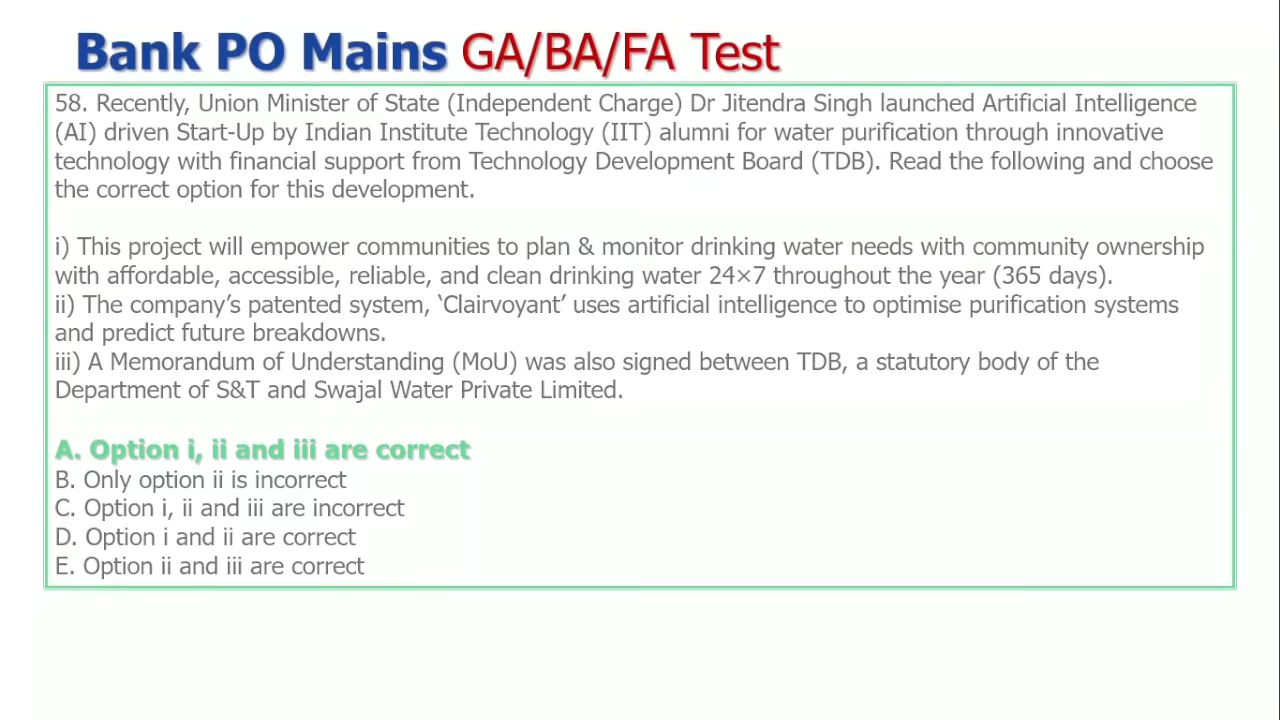 Bank PO Mains GA/BA/FA Test
58. Recently, Union Minister of State (Independent Charge) Dr Jitendra Singh launched Artificial Intelligence
(AI) driven Start-Up by Indian Institute Technology (IIT) alumni for water purification through innovative
technology with financial support from Technology Development Board (TDB). Read the following and choose
the correct option for this development.
i) This project will empower communities to plan & monitor drinking water needs with community ownership
with affordable, accessible, reliable, and clean drinking water 24×7 throughout the year (365 days).
ii) The company’s patented system, ‘Clairvoyant’ uses artificial intelligence to optimise purification systems
and predict future breakdowns.
iii) A Memorandum of Understanding (MoU) was also signed between TDB, a statutory body of the
Department of S&T and Swajal Water Private Limited.
A. Option i, ii and iii are correct
B. Only option ii is incorrect
C. Option i, ii and iii are incorrect
D. Option i and ii are correct
E. Option ii and iii are correct